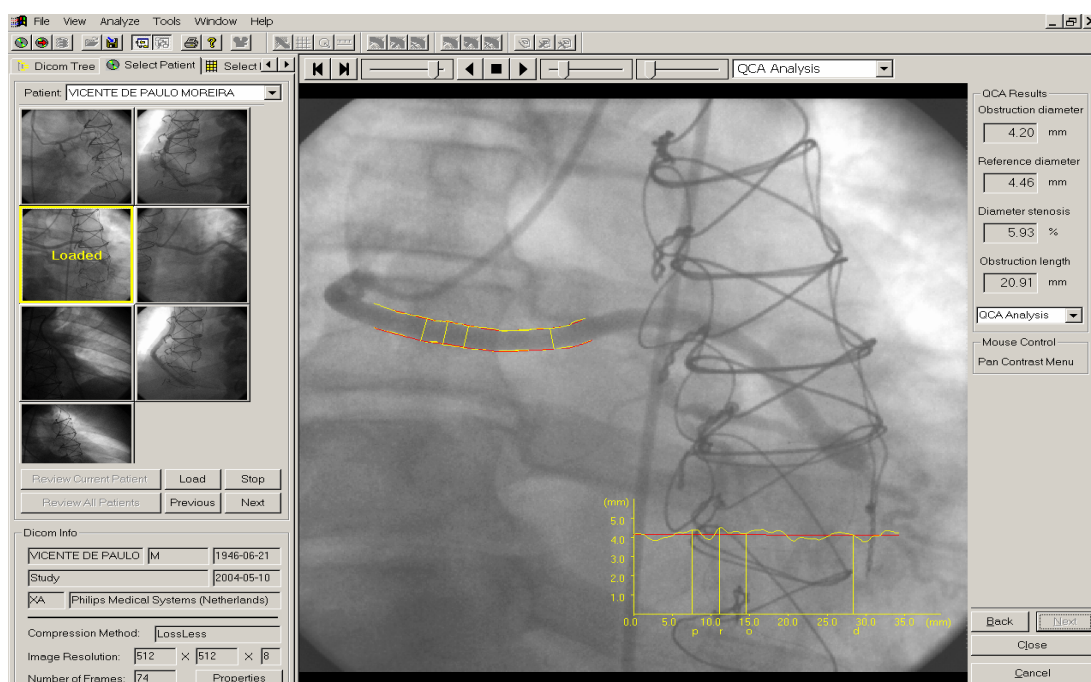 File View Analyze Tools Window Help
Dicom Tree Select Patient Select
QCA Analysis
Patient: VICENTE DE PAULO MOREIRA
Loaded
Review Current Patient Load Stop
Review All Patients Previous Next
Dicom Info
VICENTE DE PAULO M 1946-06-21
Study 2004-05-10
XA Philips Medical Systems (Netherlands)
Compression Method: LossLess
Image Resolution: 512 × 512 × 8
Number of Frames: 74 Properties
(mm)
5.0
4.0
3.0
2.0
1.0
0.0 5.0 10.0 15.0 20.0 25.0 30.0 35.0 (mm)
p r o d
QCA Results
Obstruction diameter
4.20 mm
Reference diameter
4.46 mm
Diameter stenosis
5.93 %
Obstruction length
20.91 mm
QCA Analysis
Mouse Control
Pan Contrast Menu
Back Next
Close
Cancel